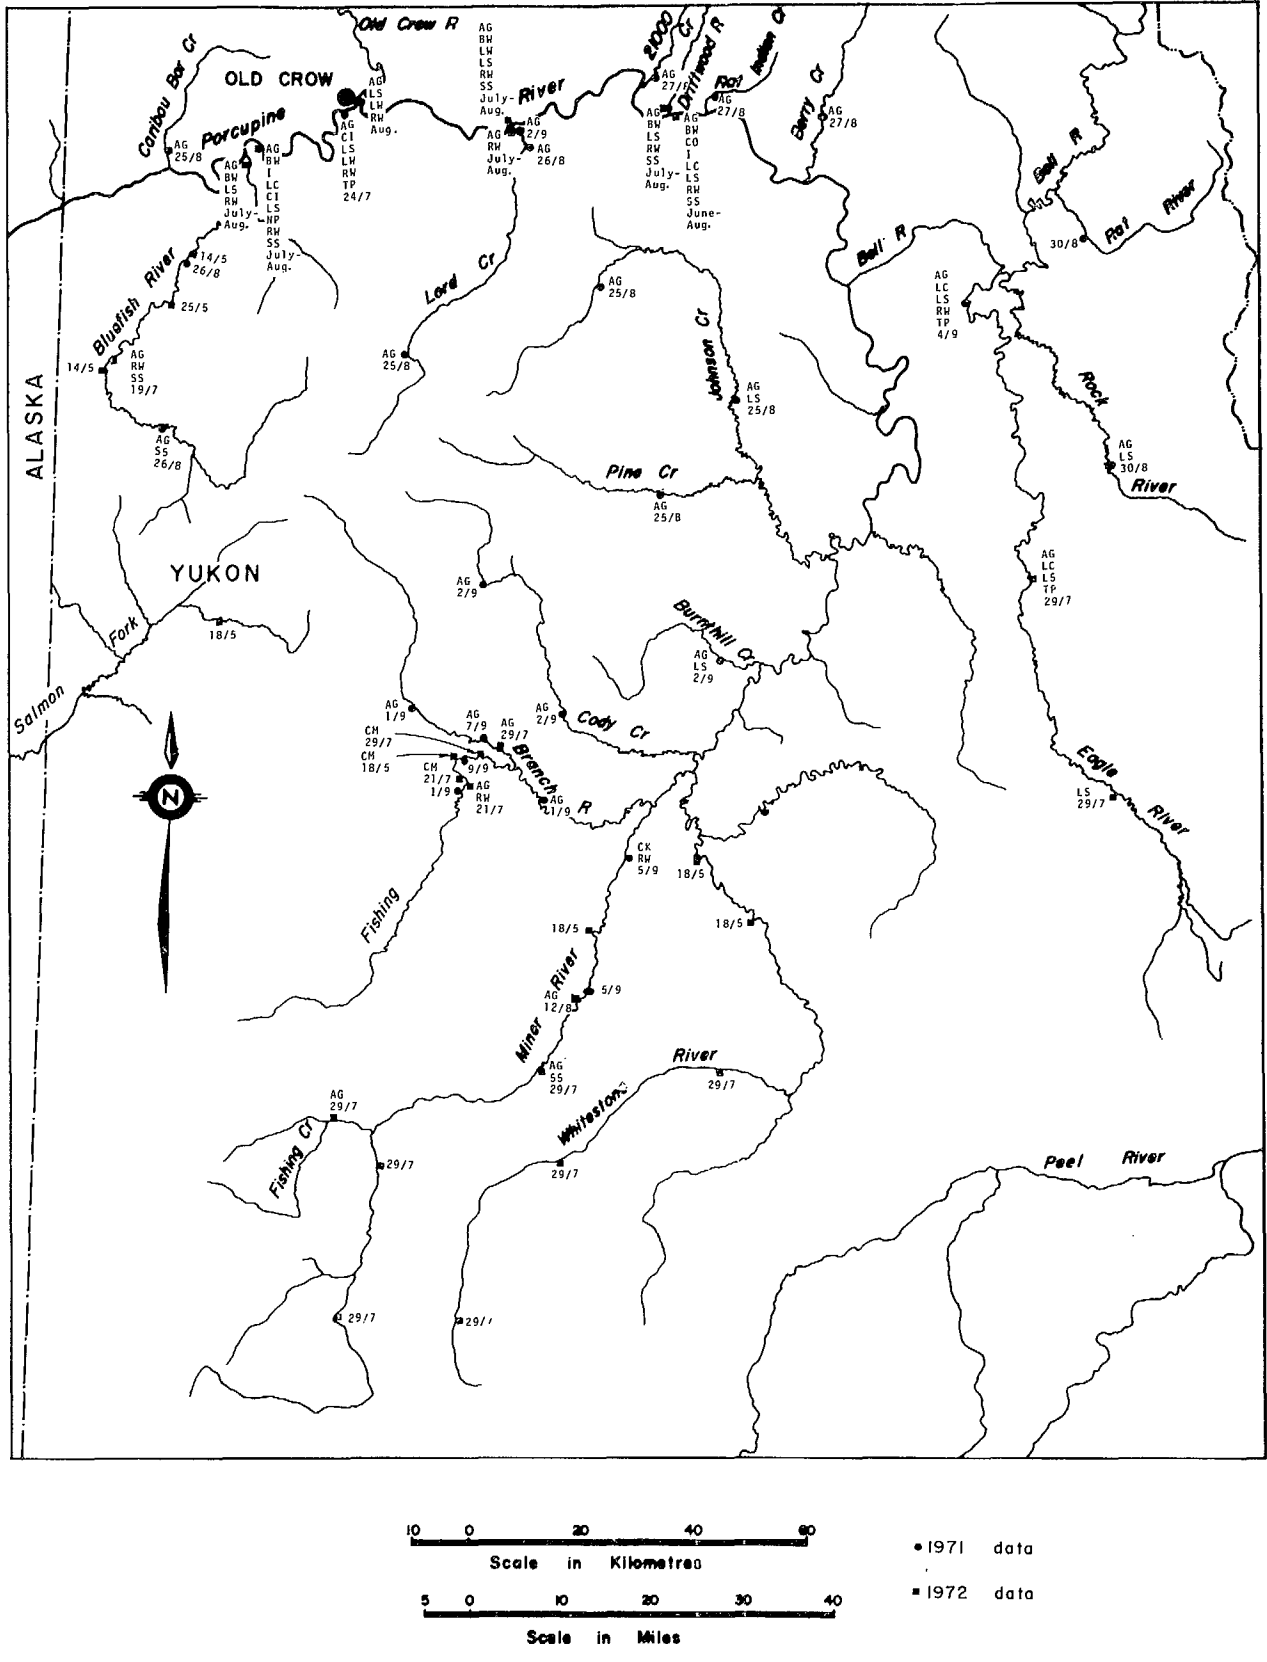 Old Crow R
Caribou Bar Cr
OLD CROW
Porcupine
River
21000 Cr
Driftwood R
Rat Indian Cr
Berry Cr
Bell R
Rat River
AG
BW
LW
LS
RW
SS
July-
Aug.
AG
LS
LW
RW
Aug.
AG
CI
LS
LW
RW
TP
24/7
AG
25/8
AG
BW
LS
RW
July-
Aug.
AG
BW
I
LC
CI
LS
NP
RW
SS
July-
Aug.
AG
RW
July-
Aug.
AG
2/9
AG
26/8
AG
27/8
AG
BW
LS
RW
SS
July-
Aug.
AG
BW
CO
I
LC
LS
RW
SS
June-
Aug.
AG
27/8
AG
27/8
30/8
Bell R
Bluefish River
14/5
26/8
25/5
14/5
AG
RW
SS
19/7
AG
SS
26/8
Lord Cr
AG
25/8
AG
25/8
Johnson Cr
AG
LS
25/8
AG
LC
LS
RW
TP
4/9
Rock
River
AG
LS
30/8
ALASKA
Pine Cr
AG
25/8
YUKON
Salmon
Fork
18/5
AG
2/9
AG
LC
LS
TP
29/7
Burnthill Cr
AG
LS
2/9
AG
1/9
AG
7/9
AG
29/7
AG
2/9
Cody Cr
CM
29/7
CM
18/5
9/9
CM
21/7
1/9
AG
RW
21/7
Branch R
AG
1/9
Eagle
River
LS
29/7
N
CK
RW
5/9
18/5
18/5
18/5
Fishing
Miner River
5/9
AG
12/8
AG
SS
29/7
Whitestone
River
29/7
29/7
AG
29/7
Fishing Cr
29/7
29/7
Peel River
10 0 20 40 60
Scale in Kilometres
5 0 10 20 30 40
Scale in Miles
1971 data
1972 data